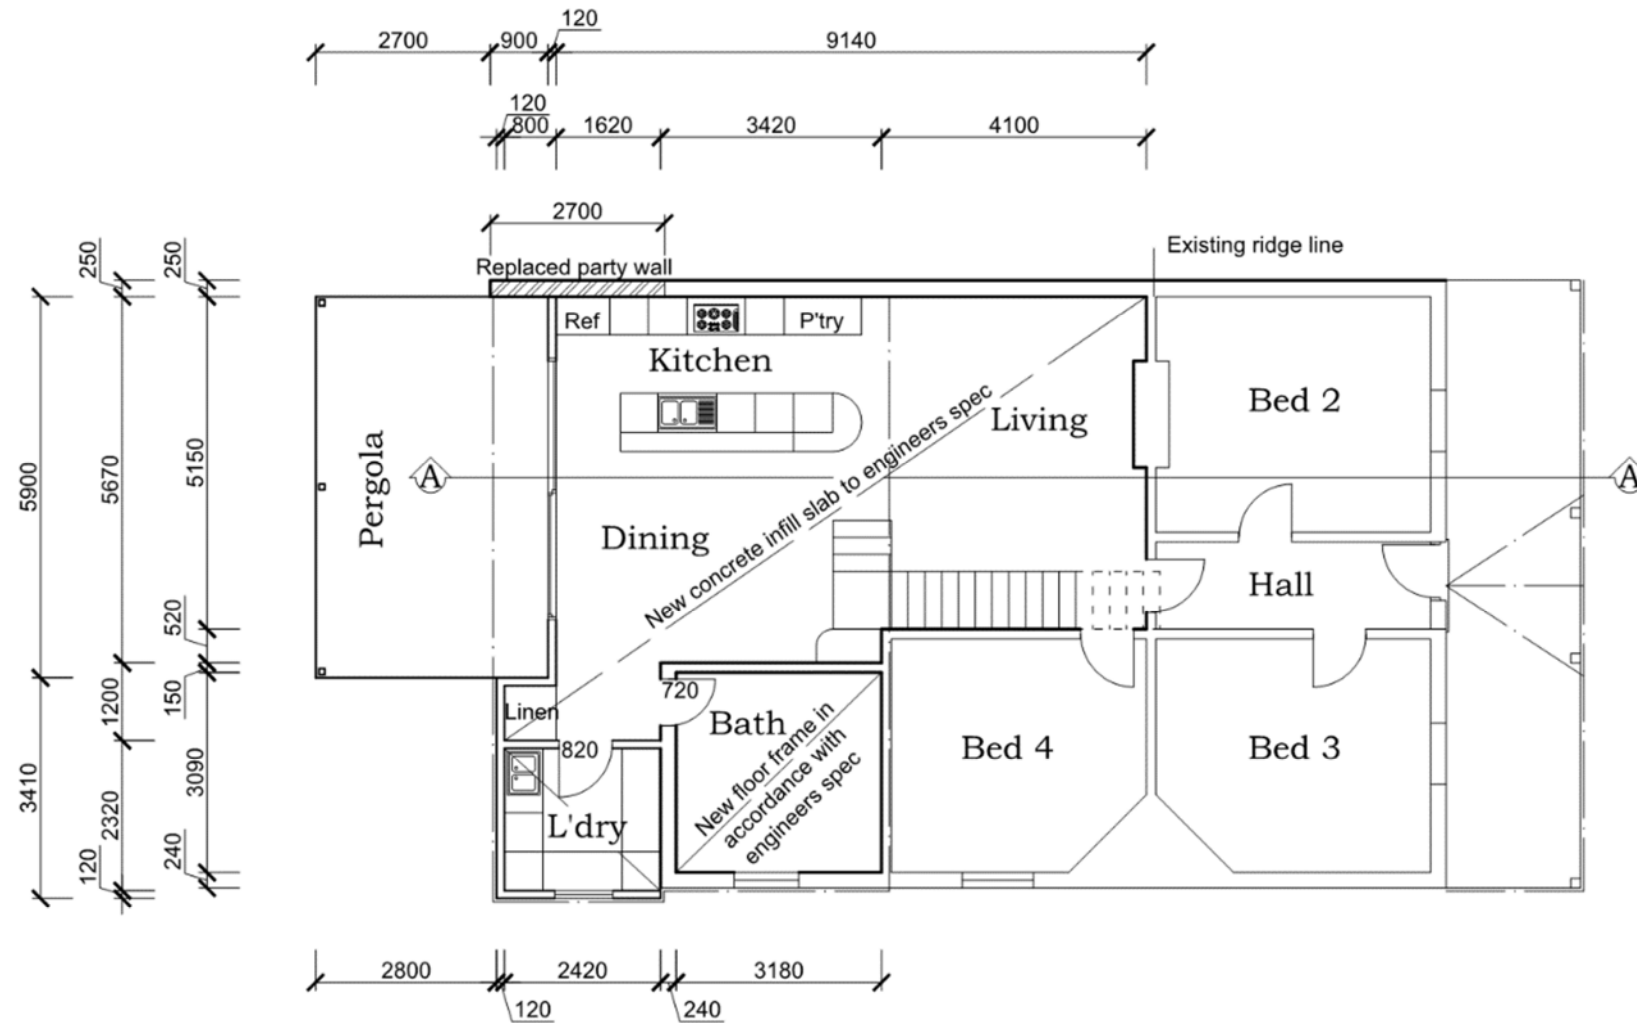 120
2700
900
9140
120
800
1620
3420
4100
2700
Existing ridge line
Replaced party wall
250
250
Ref
P'try
Kitchen
Bed 2
Living
New concrete infill slab to engineers spec
A
A
Pergola
5900
5670
5150
Dining
Hall
520
720
Linen
Bath
1200
150
820
Bed 4
Bed 3
New floor frame in
accordance with
engineers spec
3410
3090
2320
L'dry
240
120
2800
2420
3180
120
240